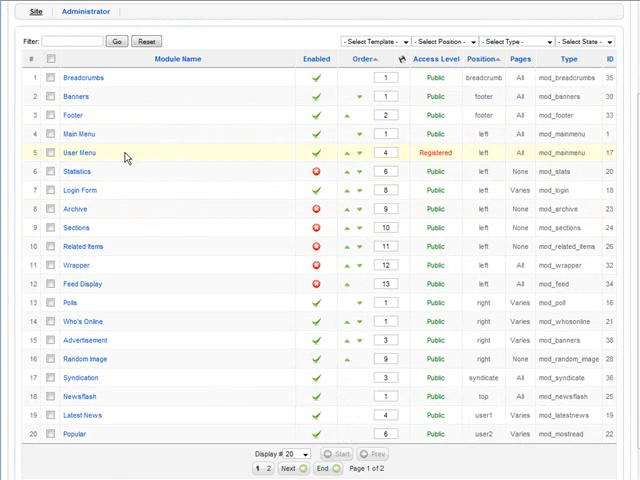 Site Administrator
Filter: Go Reset - Select Template - - Select Position - - Select Type - - Select State -
# Module Name Enabled Order Access Level Position Pages Type ID
1 Breadcrumbs 1 Public breadcrumb All mod_breadcrumbs 35
2 Banners 1 Public footer All mod_banners 30
3 Footer 2 Public footer All mod_footer 33
4 Main Menu 1 Public left All mod_mainmenu 1
5 User Menu 4 Registered left All mod_mainmenu 17
6 Statistics 6 Public left None mod_stats 20
7 Login Form 8 Public left Varies mod_login 18
8 Archive 9 Public left None mod_archive 23
9 Sections 10 Public left None mod_sections 24
10 Related Items 11 Public left None mod_related_items 26
11 Wrapper 12 Public left All mod_wrapper 32
12 Feed Display 13 Public left All mod_feed 34
13 Polls 1 Public right Varies mod_poll 16
14 Who's Online 1 Public right Varies mod_whosonline 21
15 Advertisement 3 Public right Varies mod_banners 38
16 Random Image 9 Public right None mod_random_image 28
17 Syndication 3 Public syndicate All mod_syndicate 36
18 Newsflash 1 Public top All mod_newsflash 25
19 Latest News 4 Public user1 Varies mod_latestnews 19
20 Popular 6 Public user2 Varies mod_mostread 22
Display # 20 Start Prev
1 2 Next End Page 1 of 2